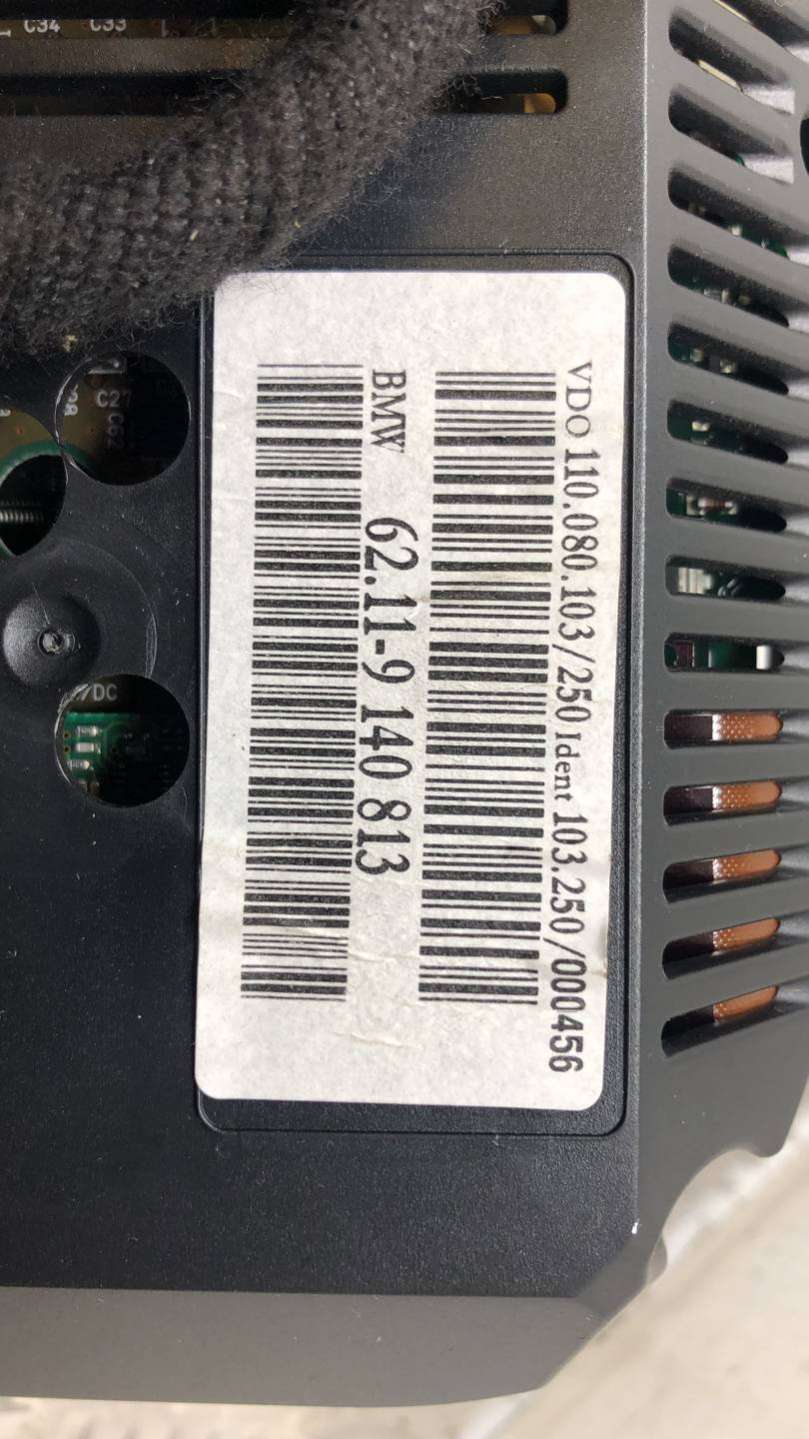 C34 C33
C27
DC
VDO 110.080.103/250 Ident 103.250/000456
BMW 62.11-9 140 813